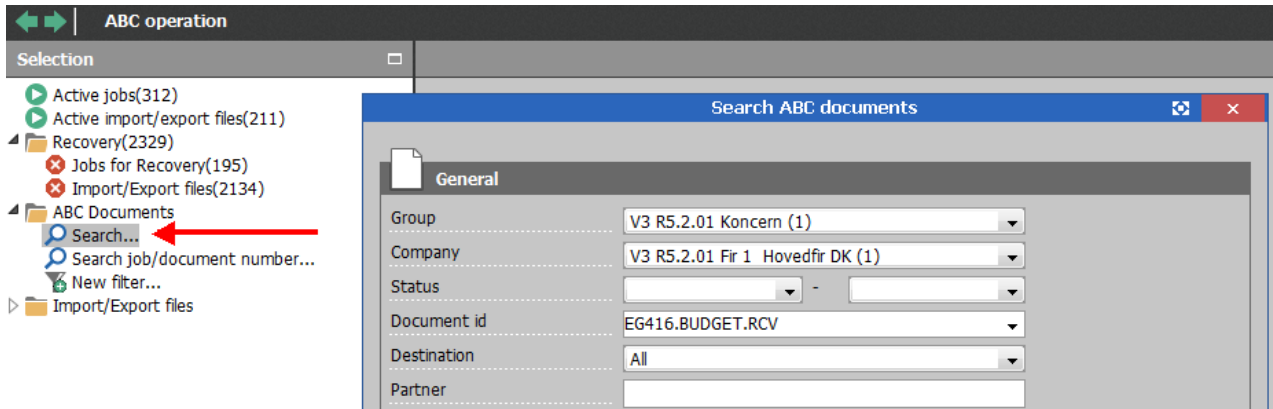 ABC operation
Selection
Active jobs(312)
Active import/export files(211)
Recovery(2329)
Jobs for Recovery(195)
Import/Export files(2134)
ABC Documents
Search...
Search job/document number...
New filter...
Import/Export files
Search ABC documents
General
Group V3 R5.2.01 Koncern (1)
Company V3 R5.2.01 Fir 1 Hovedfir DK (1)
Status -
Document id EG416.BUDGET.RCV
Destination All
Partner